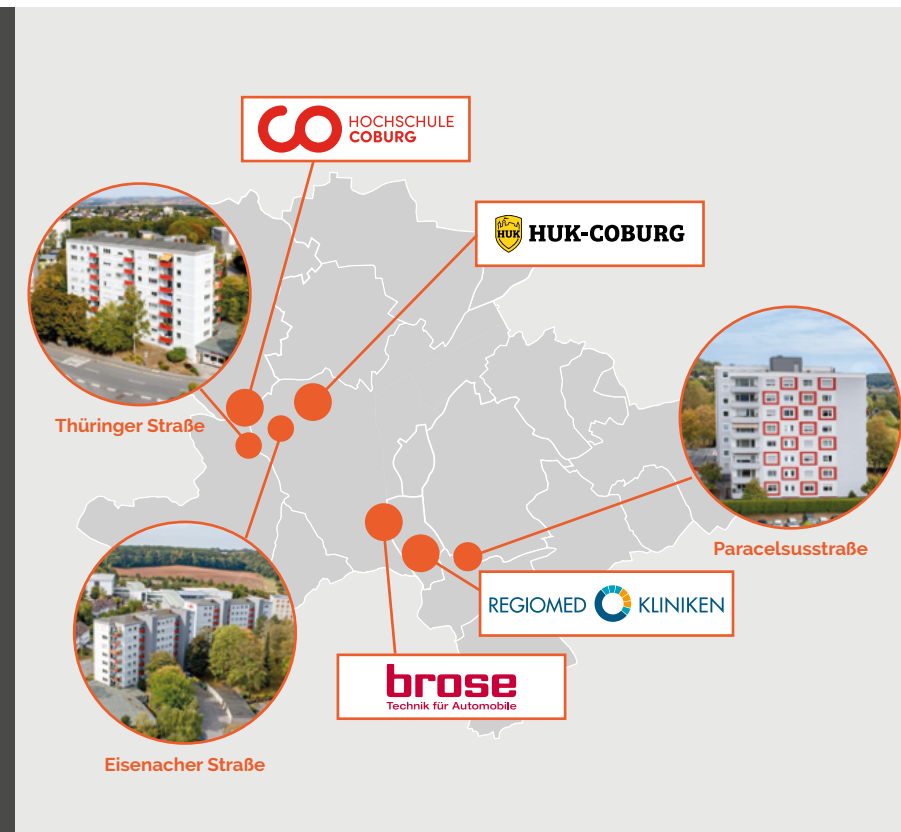 HOCHSCHULE
COBURG
HUK
HUK-COBURG
Thüringer Straße
Paracelsusstraße
REGIOMED KLINIKEN
brose
Technik für Automobile
Eisenacher Straße